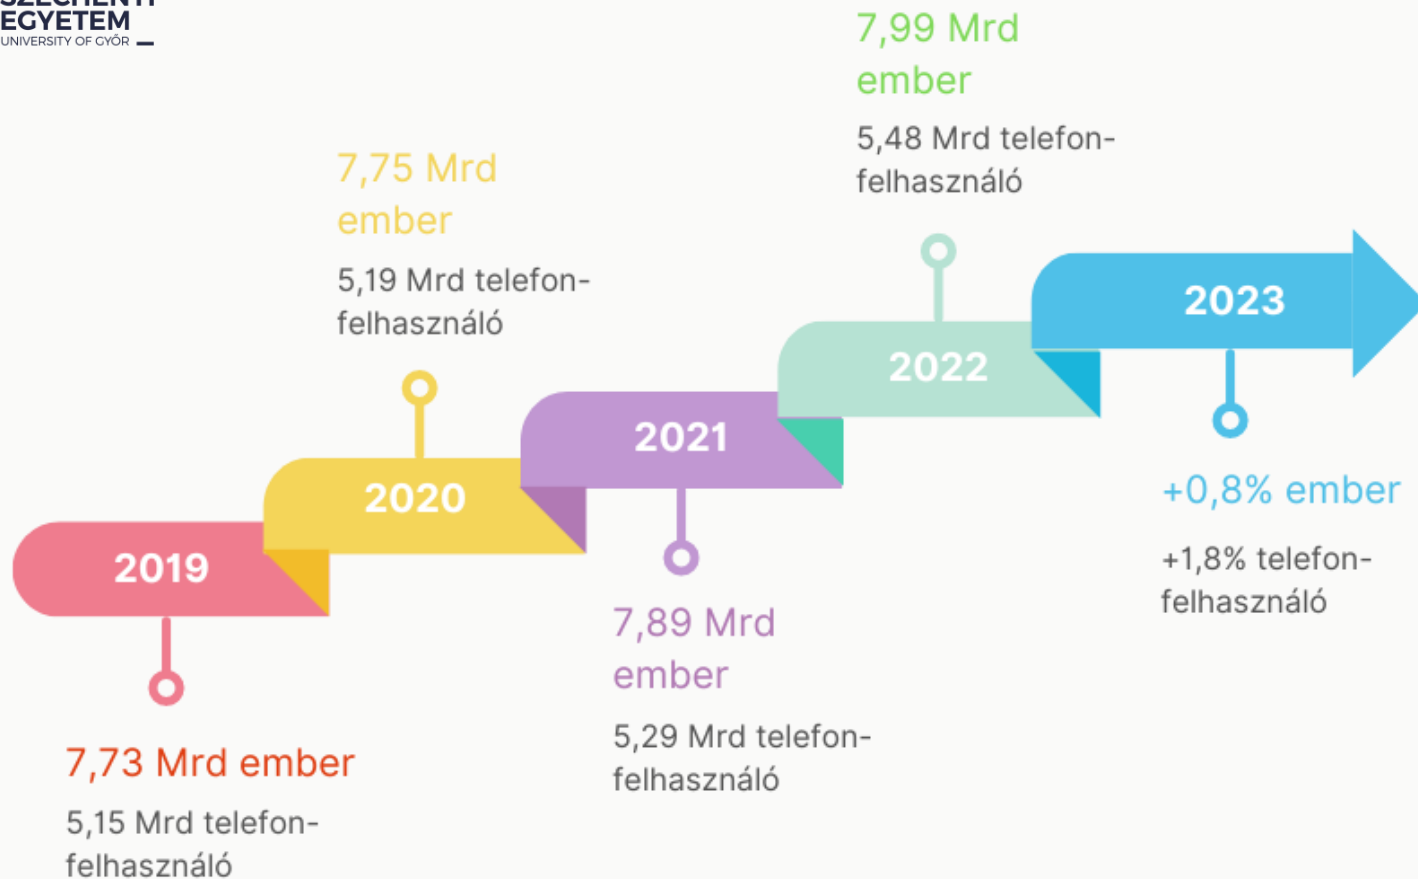 SZÉCHENYI
EGYETEM
UNIVERSITY OF GYŐR
7,99 Mrd
ember
5,48 Mrd telefon-
felhasználó
7,75 Mrd
ember
5,19 Mrd telefon-
felhasználó
2023
2022
2021
2020
2019
+0,8% ember
+1,8% telefon-
felhasználó
7,89 Mrd
ember
5,29 Mrd telefon-
felhasználó
7,73 Mrd ember
5,15 Mrd telefon-
felhasználó